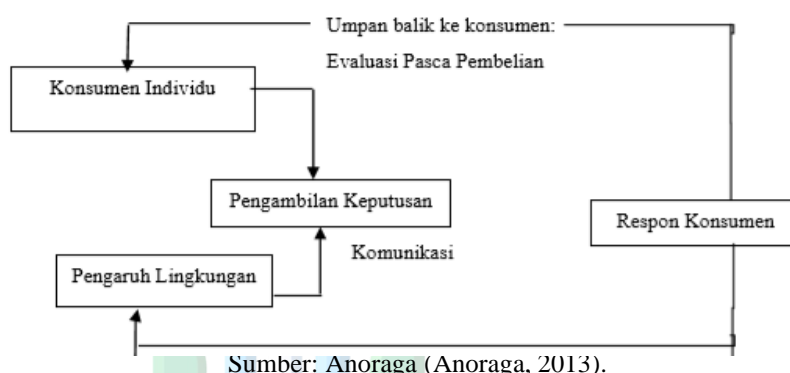 Umpan balik ke konsumen:
Evaluasi Pasca Pembelian
Konsumen Individu
Pengambilan Keputusan
Respon Konsumen
Komunikasi
Pengaruh Lingkungan
Sumber: Anoraga (Anoraga, 2013).